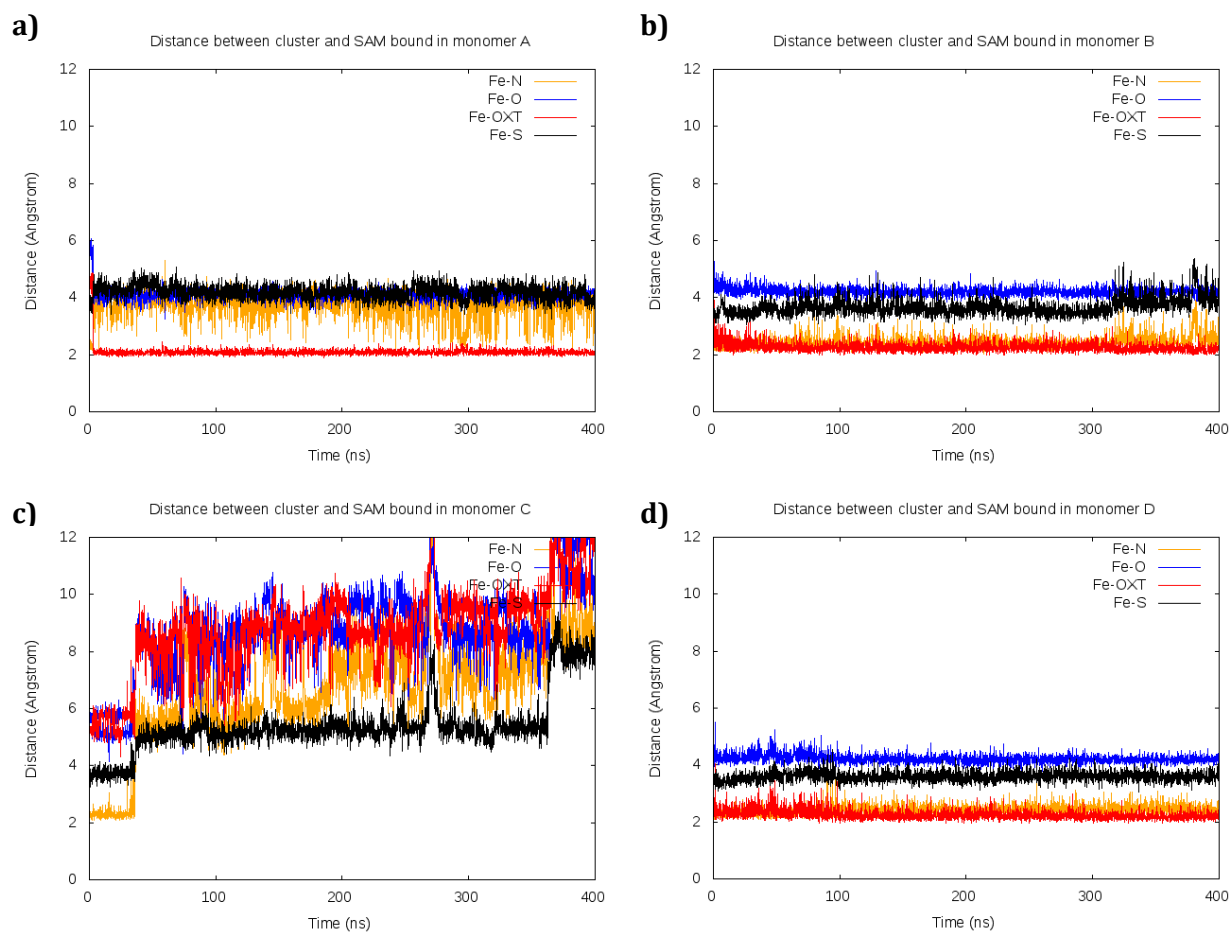 a)
Distance between cluster and SAM bound in monomer A
Fe-N
Fe-O
Fe-OXT
Fe-S
12
10
8
6
4
2
0
Distance (Angstrom)
0 100 200 300 400
Time (ns)
b)
Distance between cluster and SAM bound in monomer B
Fe-N
Fe-O
Fe-OXT
Fe-S
12
10
8
6
4
2
0
Distance (Angstrom)
0 100 200 300 400
Time (ns)
c)
Distance between cluster and SAM bound in monomer C
Fe-N
Fe-O
Fe-OXT
Fe-S
12
10
8
6
4
2
0
Distance (Angstrom)
0 100 200 300 400
Time (ns)
d)
Distance between cluster and SAM bound in monomer D
Fe-N
Fe-O
Fe-OXT
Fe-S
12
10
8
6
4
2
0
Distance (Angstrom)
0 100 200 300 400
Time (ns)